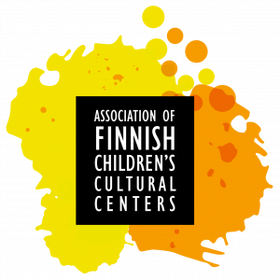 ASSOCIATION OF
FINNISH
CHILDREN'S
CULTURAL
CENTERS